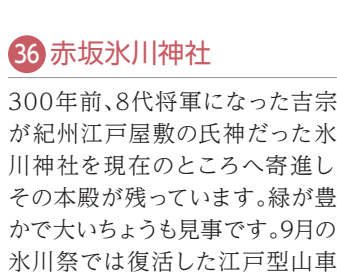 36 赤坂氷川神社
300年前、8代将軍になった吉宗
が紀州江戸屋敷の氏神だった氷
川神社を現在のところへ寄進し
その本殿が残っています。緑が豊
かで大いちょうも見事です。9月の
氷川祭では復活した江戸型山車